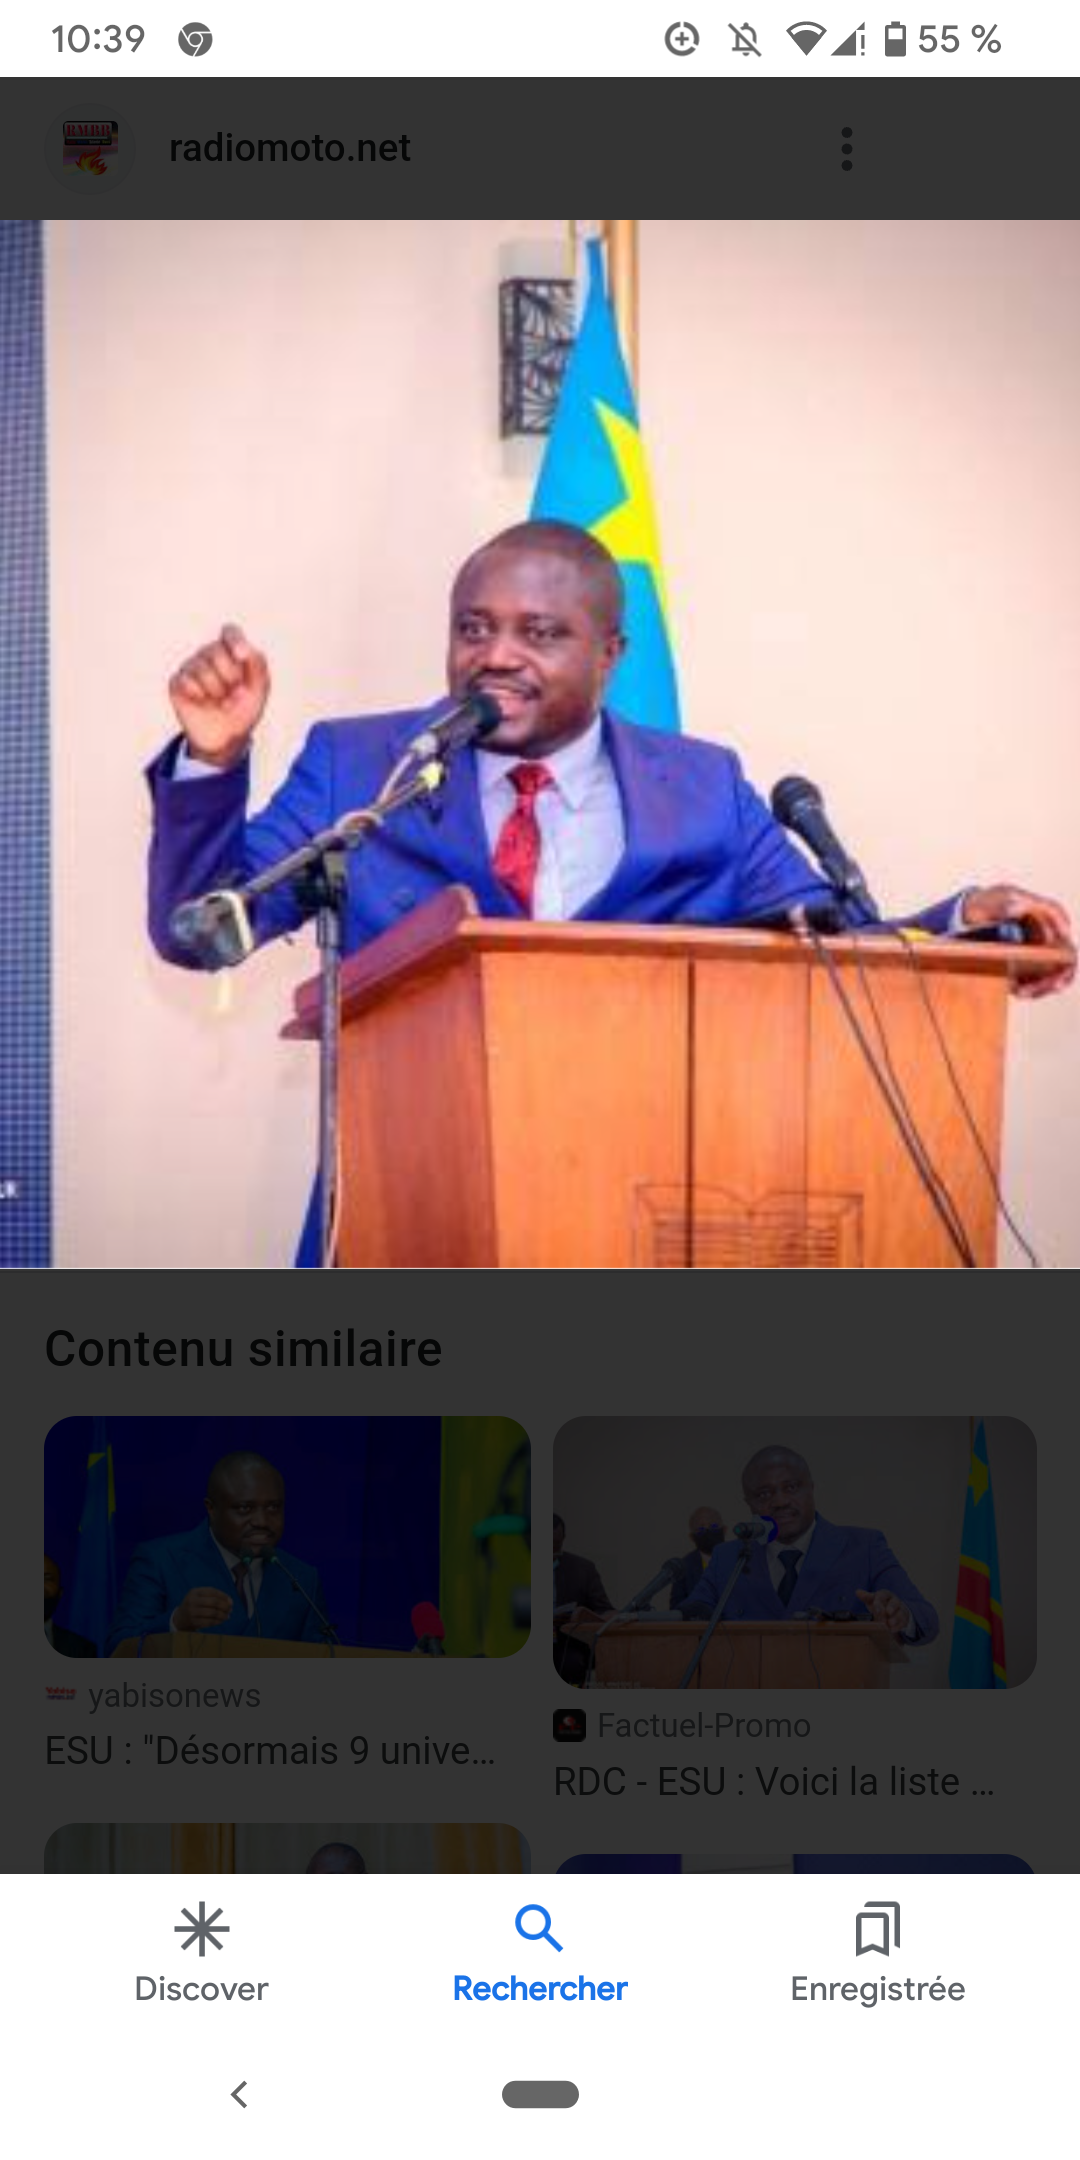 10:39
55 %
RMBB
radiomoto.net
Contenu similaire
yabisonews
ESU : "Désormais 9 unive...
Factuel-Promo
RDC - ESU : Voici la liste ...
Discover
Rechercher
Enregistrée